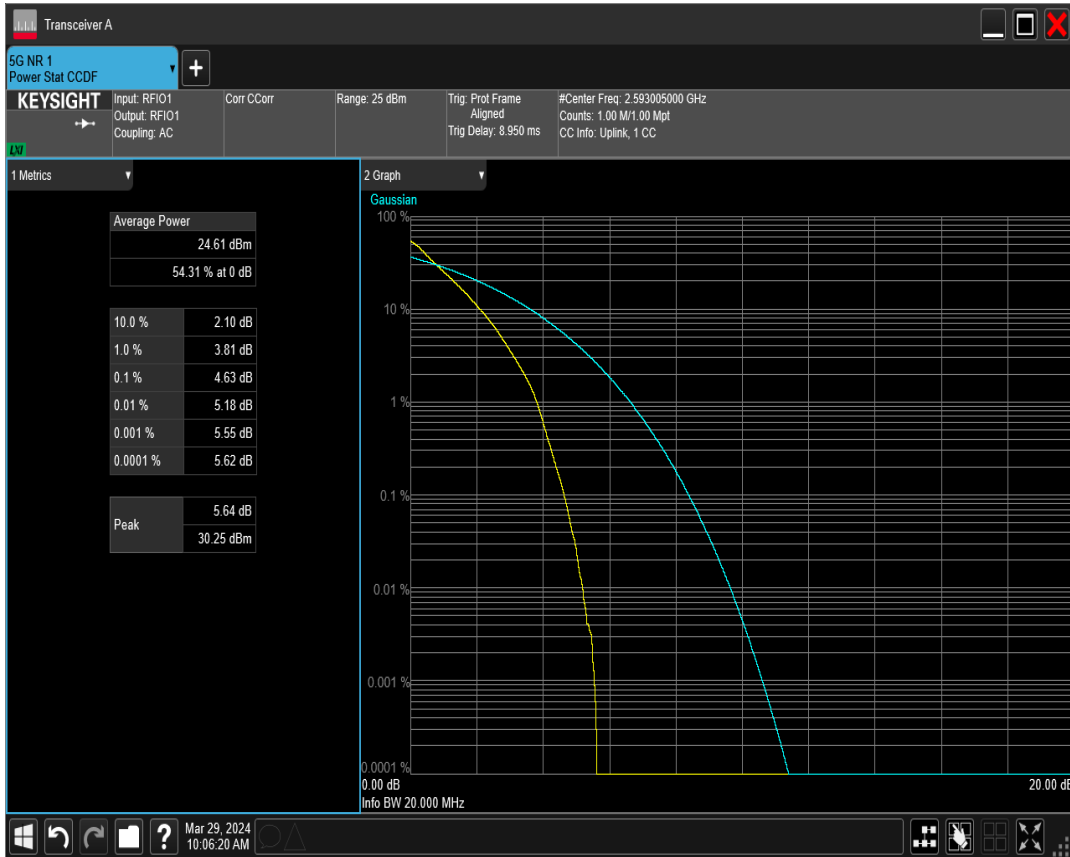 Transceiver A
5G NR 1
Power Stat CCDF
+
KEYSIGHT
LXI
Input: RFIO1
Output: RFIO1
Coupling: AC
Corr CCorr
Range: 25 dBm
Trig: Prot Frame
Aligned
Trig Delay: 8.950 ms
#Center Freq: 2.593005000 GHz
Counts: 1.00 M/1.00 Mpt
CC Info: Uplink, 1 CC
1 Metrics
Average Power
24.61 dBm
54.31 % at 0 dB
10.0 % 2.10 dB
1.0 % 3.81 dB
0.1 % 4.63 dB
0.01 % 5.18 dB
0.001 % 5.55 dB
0.0001 % 5.62 dB
Peak
5.64 dB
30.25 dBm
2 Graph
Gaussian
100 %
10 %
1 %
0.1 %
0.01 %
0.001 %
0.0001 %
0.00 dB 20.00 dB
Info BW 20.000 MHz
?
Mar 29, 2024
10:06:20 AM